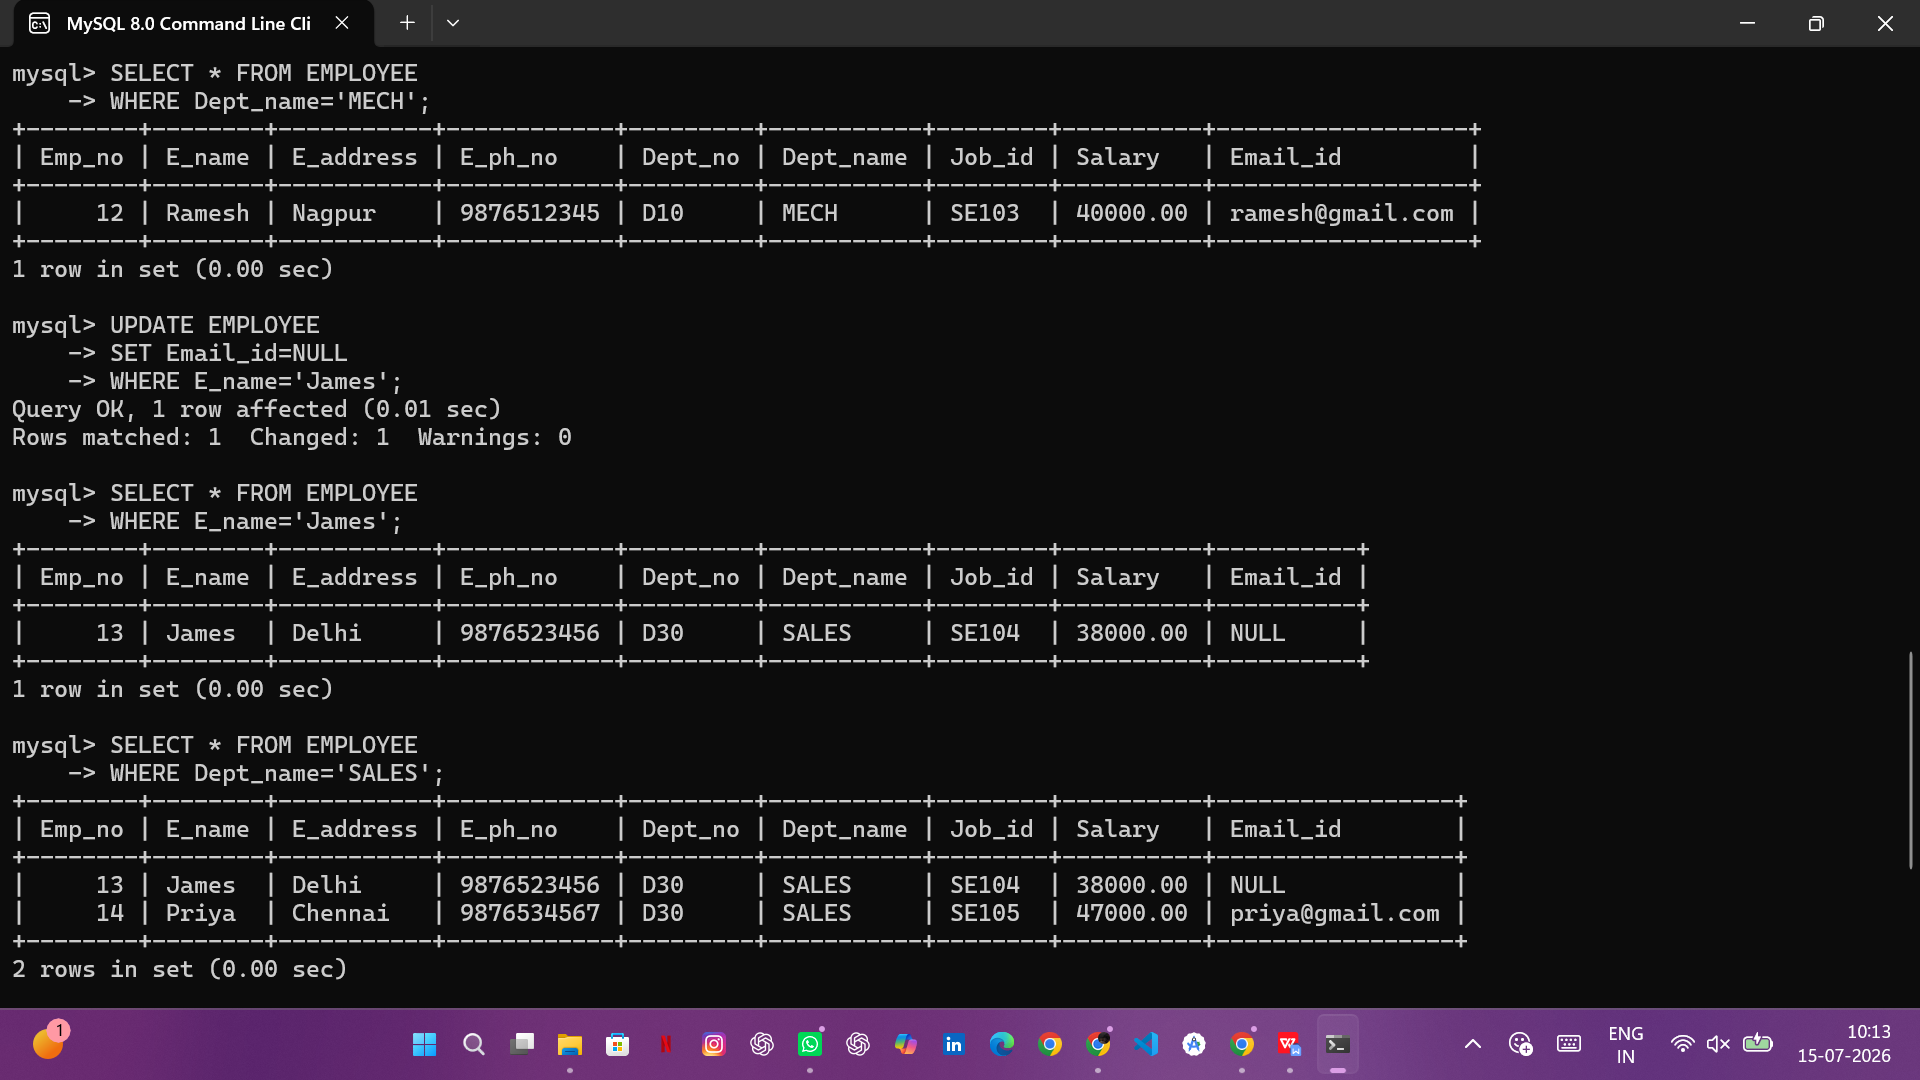 MySQL 8.0 Command Line Cli
mysql> SELECT * FROM EMPLOYEE
    -> WHERE Dept_name='MECH';
+--------+--------+-----------+------------+---------+-----------+--------+----------+------------------+
| Emp_no | E_name | E_address | E_ph_no    | Dept_no | Dept_name | Job_id | Salary   | Email_id         |
+--------+--------+-----------+------------+---------+-----------+--------+----------+------------------+
|     12 | Ramesh | Nagpur    | 9876512345 | D10     | MECH      | SE103  | 40000.00 | ramesh@gmail.com |
+--------+--------+-----------+------------+---------+-----------+--------+----------+------------------+
1 row in set (0.00 sec)
mysql> UPDATE EMPLOYEE
    -> SET Email_id=NULL
    -> WHERE E_name='James';
Query OK, 1 row affected (0.01 sec)
Rows matched: 1  Changed: 1  Warnings: 0
mysql> SELECT * FROM EMPLOYEE
    -> WHERE E_name='James';
+--------+--------+-----------+------------+---------+-----------+--------+----------+----------+
| Emp_no | E_name | E_address | E_ph_no    | Dept_no | Dept_name | Job_id | Salary   | Email_id |
+--------+--------+-----------+------------+---------+-----------+--------+----------+----------+
|     13 | James  | Delhi     | 9876523456 | D30     | SALES     | SE104  | 38000.00 | NULL     |
+--------+--------+-----------+------------+---------+-----------+--------+----------+----------+
1 row in set (0.00 sec)
mysql> SELECT * FROM EMPLOYEE
    -> WHERE Dept_name='SALES';
+--------+--------+-----------+------------+---------+-----------+--------+----------+-----------------+
| Emp_no | E_name | E_address | E_ph_no    | Dept_no | Dept_name | Job_id | Salary   | Email_id        |
+--------+--------+-----------+------------+---------+-----------+--------+----------+-----------------+
|     13 | James  | Delhi     | 9876523456 | D30     | SALES     | SE104  | 38000.00 | NULL            |
|     14 | Priya  | Chennai   | 9876534567 | D30     | SALES     | SE105  | 47000.00 | priya@gmail.com |
+--------+--------+-----------+------------+---------+-----------+--------+----------+-----------------+
2 rows in set (0.00 sec)
1
ENG
IN
10:13
15-07-2026